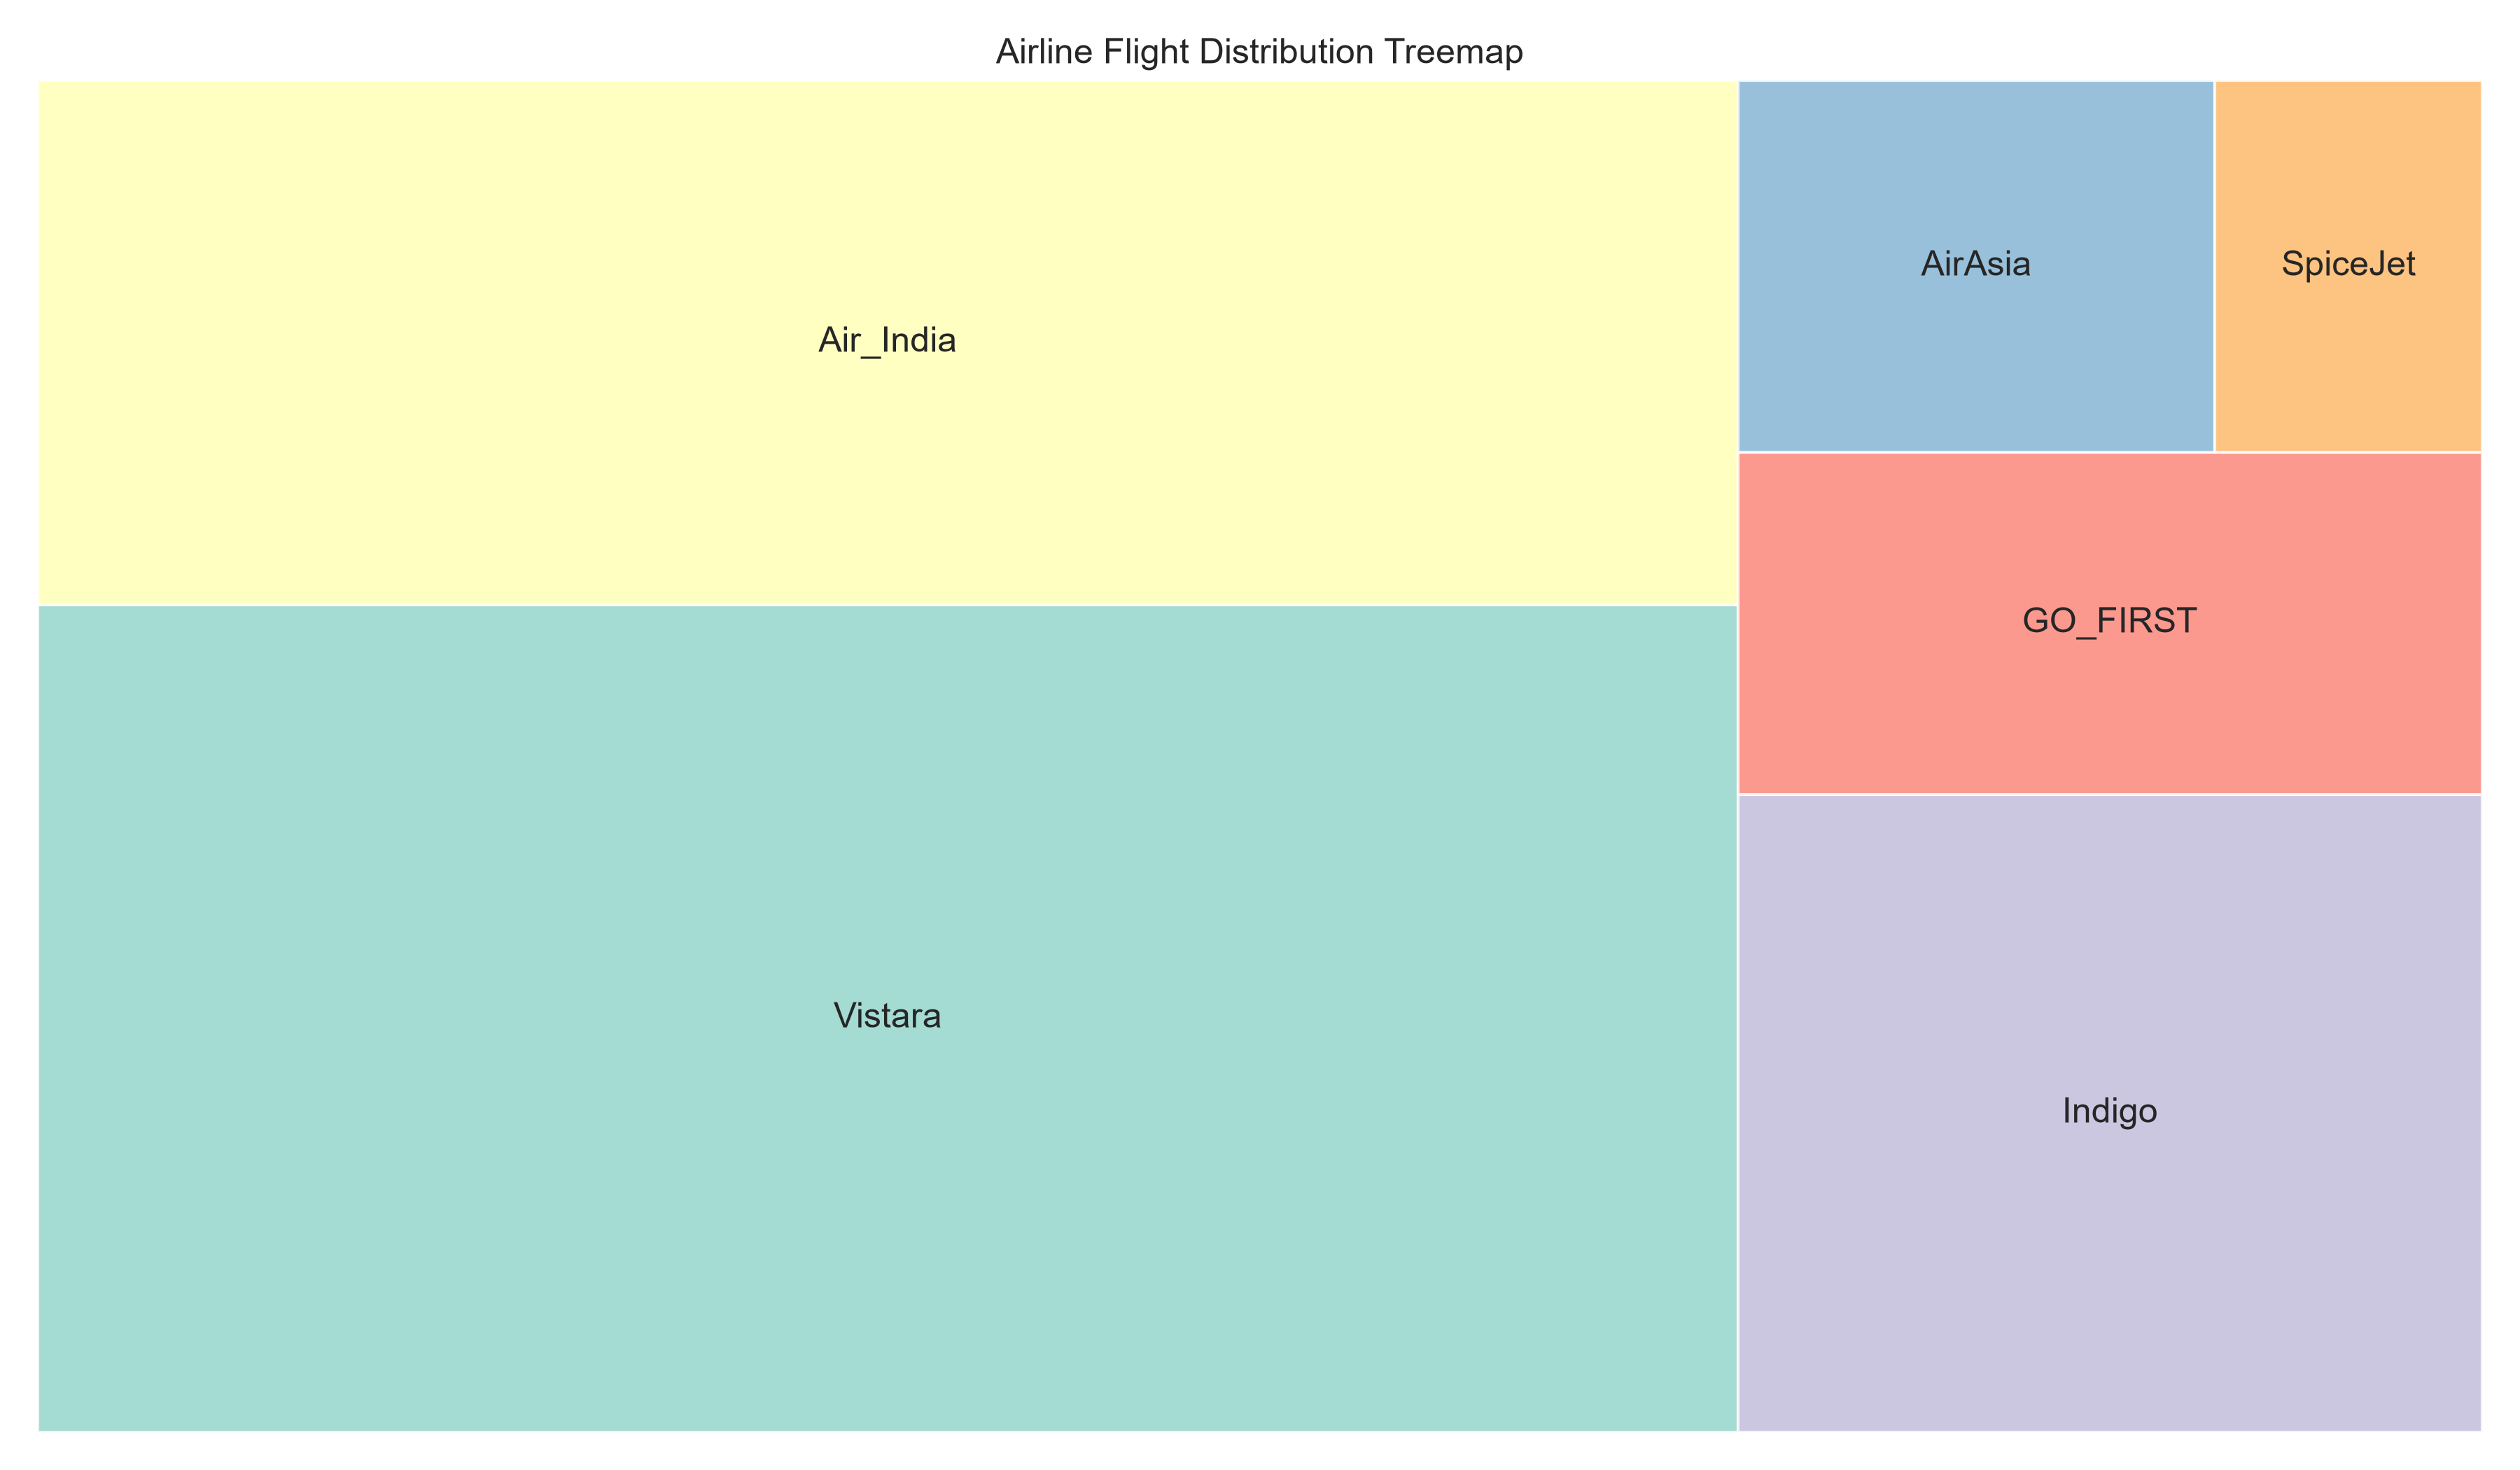 Airline Flight Distribution Treemap
Air_India
AirAsia
SpiceJet
GO_FIRST
Vistara
Indigo